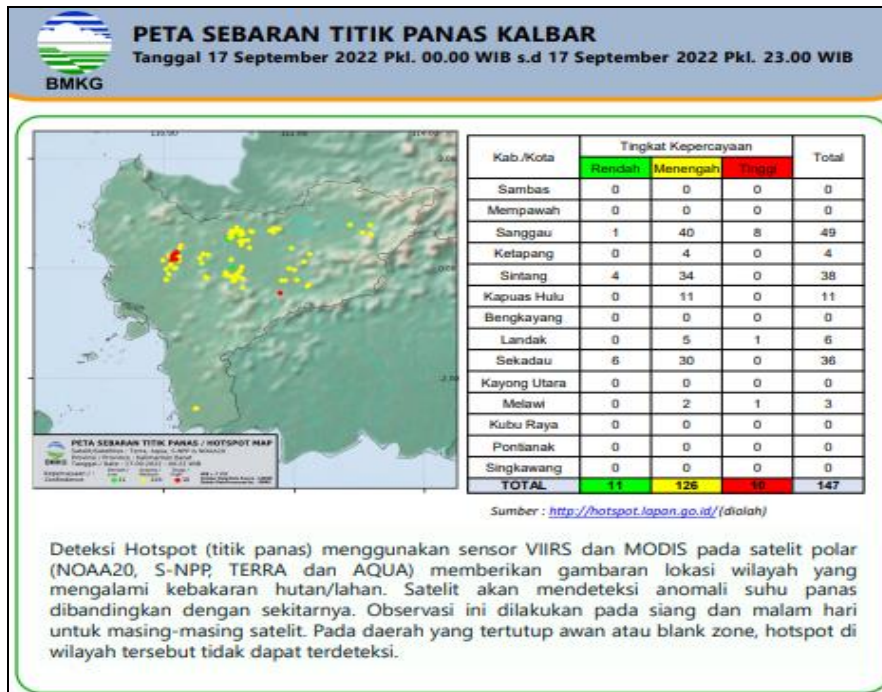 PETA SEBARAN TITIK PANAS KALBAR
Tanggal 17 September 2022 Pkl. 00.00 WIB s.d 17 September 2022 Pkl. 23.00 WIB
BMKG
Kab./Kota Tingkat Kepercayaan Total
Rendah Menengah Tinggi
Sambas 0 0 0 0
Mempawah 0 0 0 0
Sanggau 1 40 8 49
Ketapang 0 4 0 4
Sintang 4 34 0 38
Kapuas Hulu 0 11 0 11
Bengkayang 0 0 0 0
Landak 0 5 1 6
Sekadau 6 30 0 36
Kayong Utara 0 0 0 0
Melawi 0 2 1 3
Kubu Raya 0 0 0 0
Pontianak 0 0 0 0
Singkawang 0 0 0 0
TOTAL 11 126 10 147
PETA SEBARAN TITIK PANAS / HOTSPOT MAP
BMKG
Sumber : http://hotspot.lapan.go.id/ (diolah)
Deteksi Hotspot (titik panas) menggunakan sensor VIIRS dan MODIS pada satelit polar
(NOAA20, S-NPP, TERRA dan AQUA) memberikan gambaran lokasi wilayah yang
mengalami kebakaran hutan/lahan. Satelit akan mendeteksi anomali suhu panas
dibandingkan dengan sekitarnya. Observasi ini dilakukan pada siang dan malam hari
untuk masing-masing satelit. Pada daerah yang tertutup awan atau blank zone, hotspot di
wilayah tersebut tidak dapat terdeteksi.